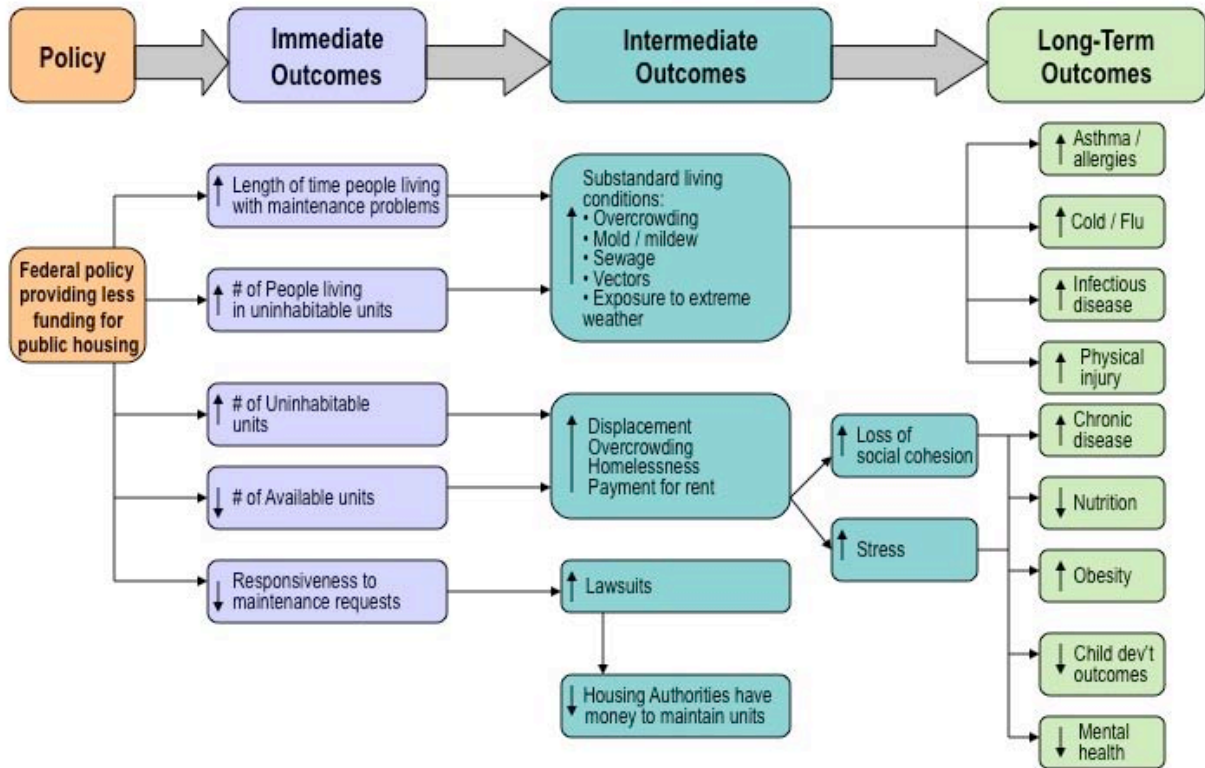 Policy
Immediate
Outcomes
Intermediate
Outcomes
Long-Term
Outcomes
Federal policy
providing less
funding for
public housing
Length of time people living
with maintenance problems
# of People living
in uninhabitable units
# of Uninhabitable
units
# of Available units
Responsiveness to
maintenance requests
Substandard living
conditions:
• Overcrowding
• Mold / mildew
• Sewage
• Vectors
• Exposure to extreme
weather
Displacement
Overcrowding
Homelessness
Payment for rent
Lawsuits
Housing Authorities have
money to maintain units
Loss of
social cohesion
Stress
Asthma /
allergies
Cold / Flu
Infectious
disease
Physical
injury
Chronic
disease
Nutrition
Obesity
Child dev't
outcomes
Mental
health